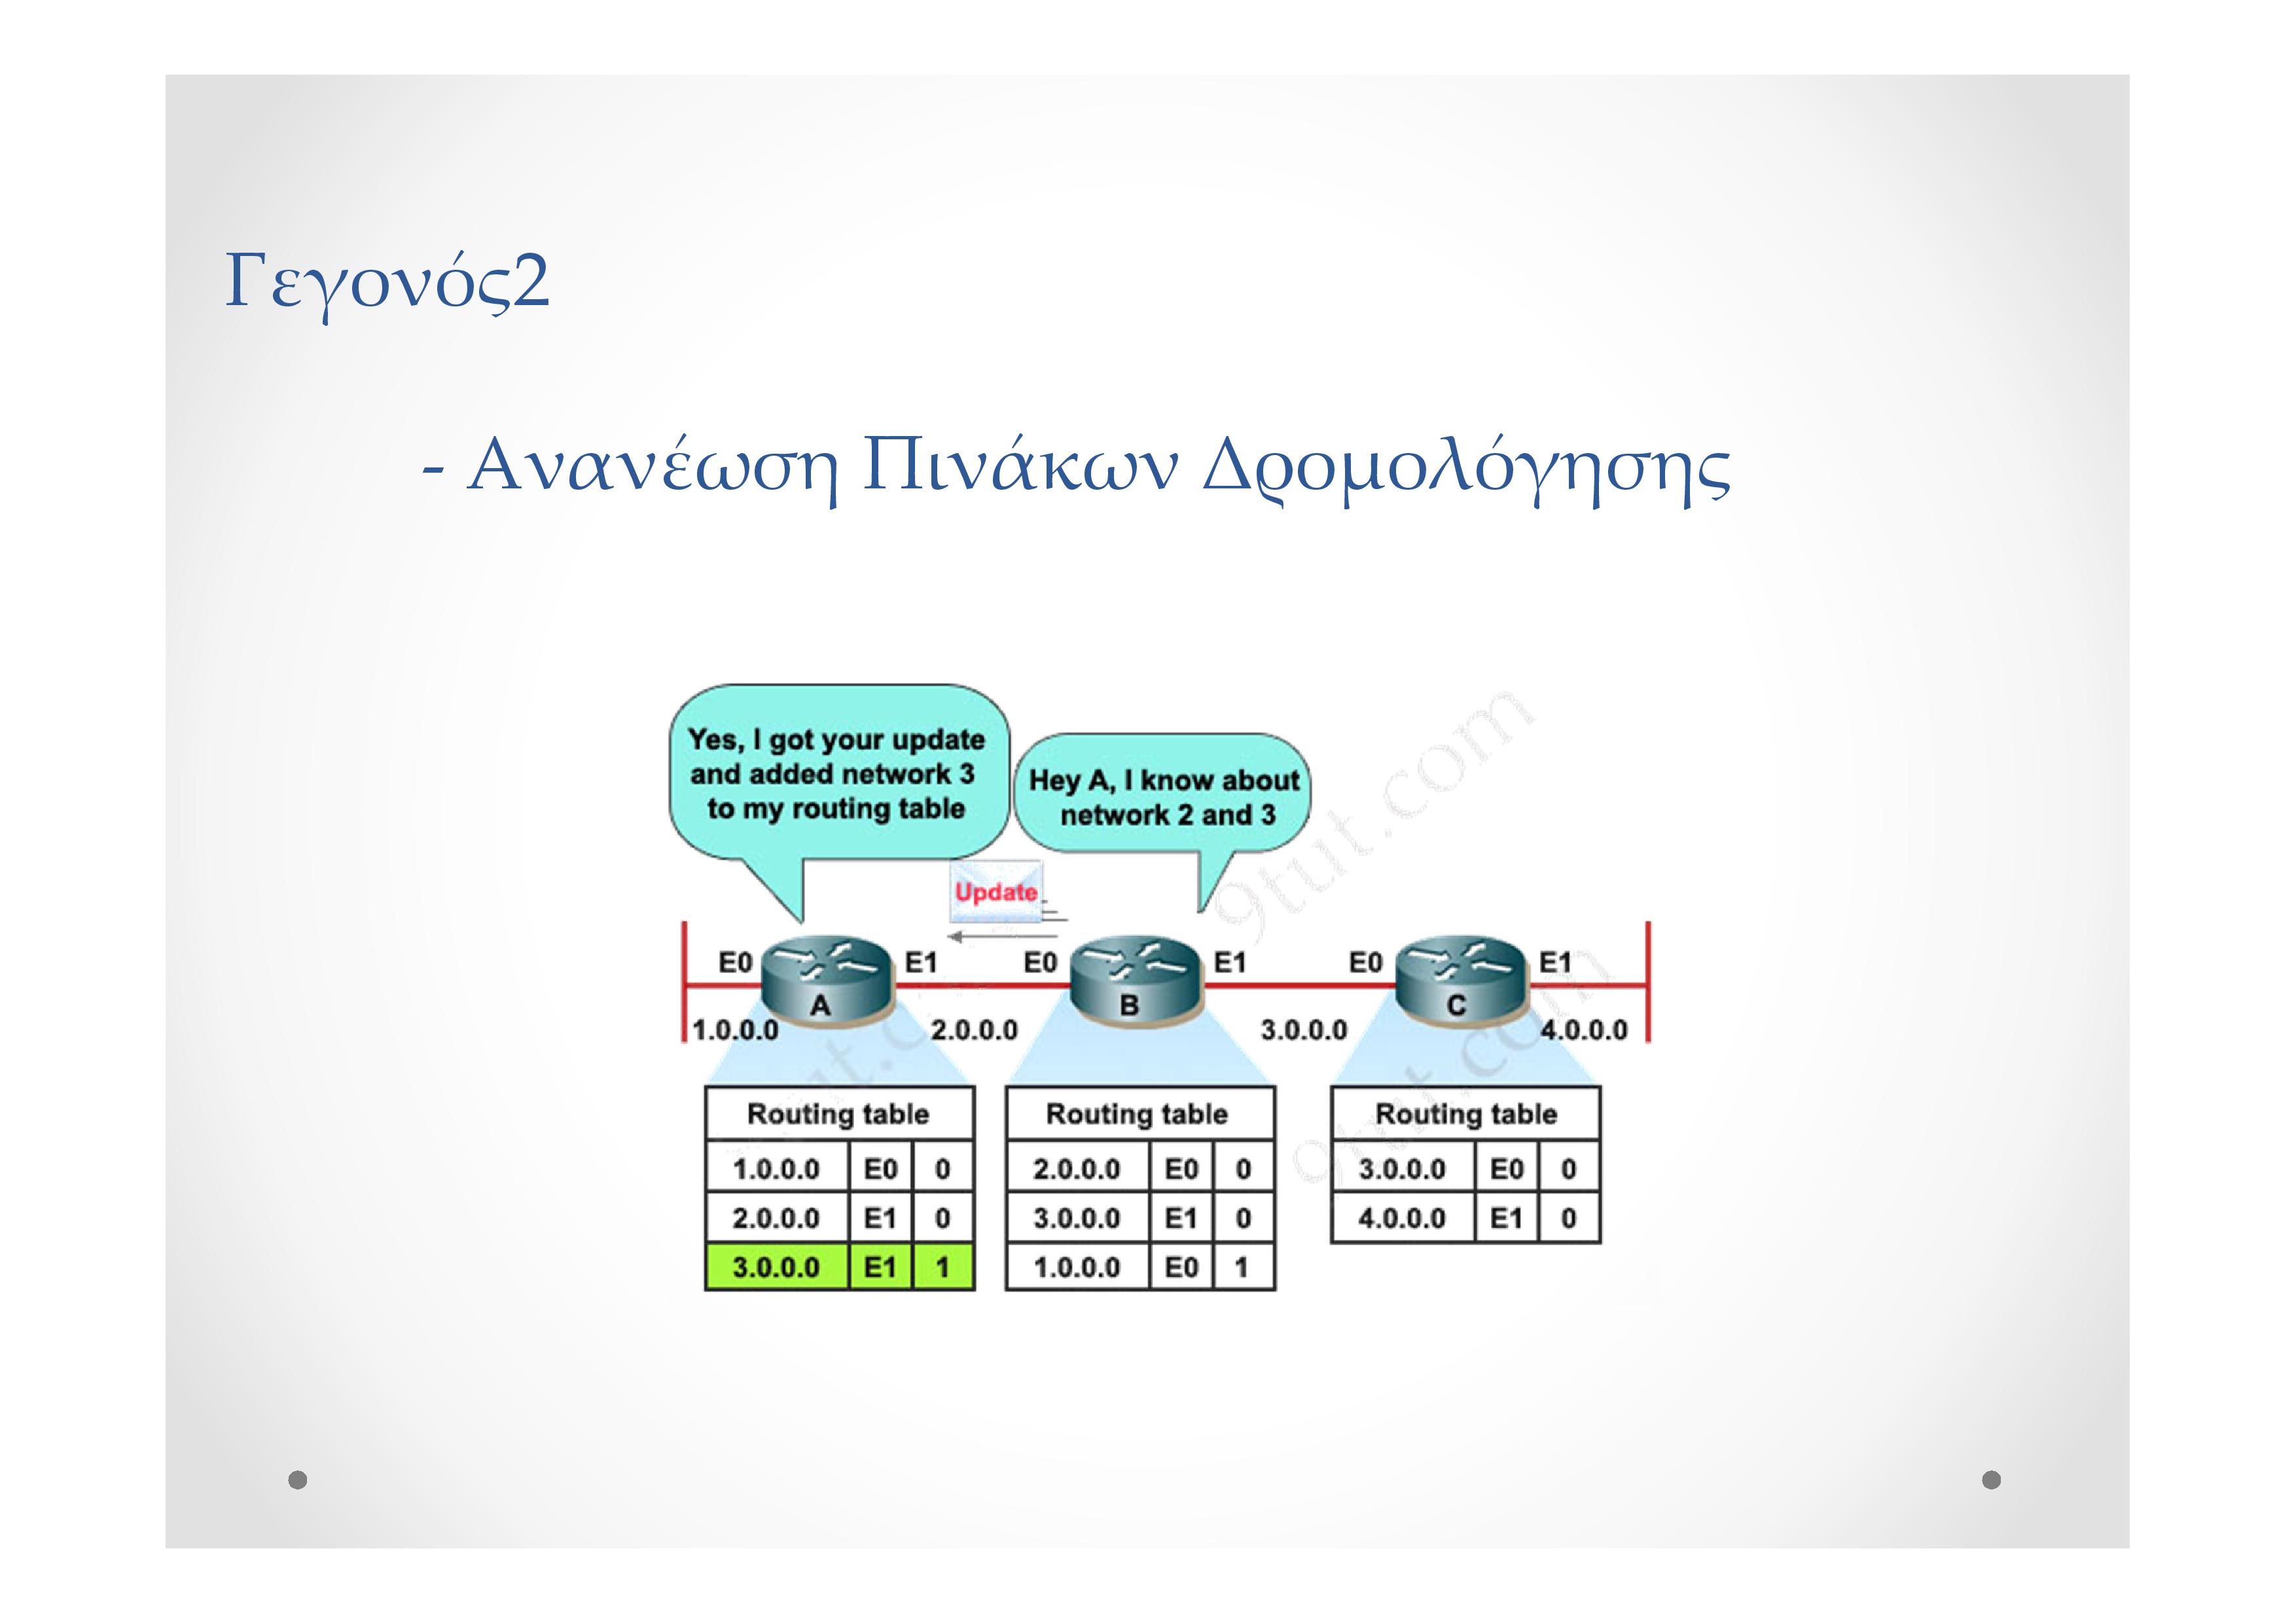 Γεγονός2
- Ανανέωση Πινάκων Δρομολόγησης
Yes, I got your update
and added network 3
to my routing table
Hey A, I know about
network 2 and 3
Update
E0 A E1 E0 B E1 E0 C E1
1.0.0.0 2.0.0.0 3.0.0.0 4.0.0.0
Routing table
1.0.0.0 E0 0
2.0.0.0 E1 0
3.0.0.0 E1 1
Routing table
2.0.0.0 E0 0
3.0.0.0 E1 0
1.0.0.0 E0 1
Routing table
3.0.0.0 E0 0
4.0.0.0 E1 0
9tut.com
9tut.com